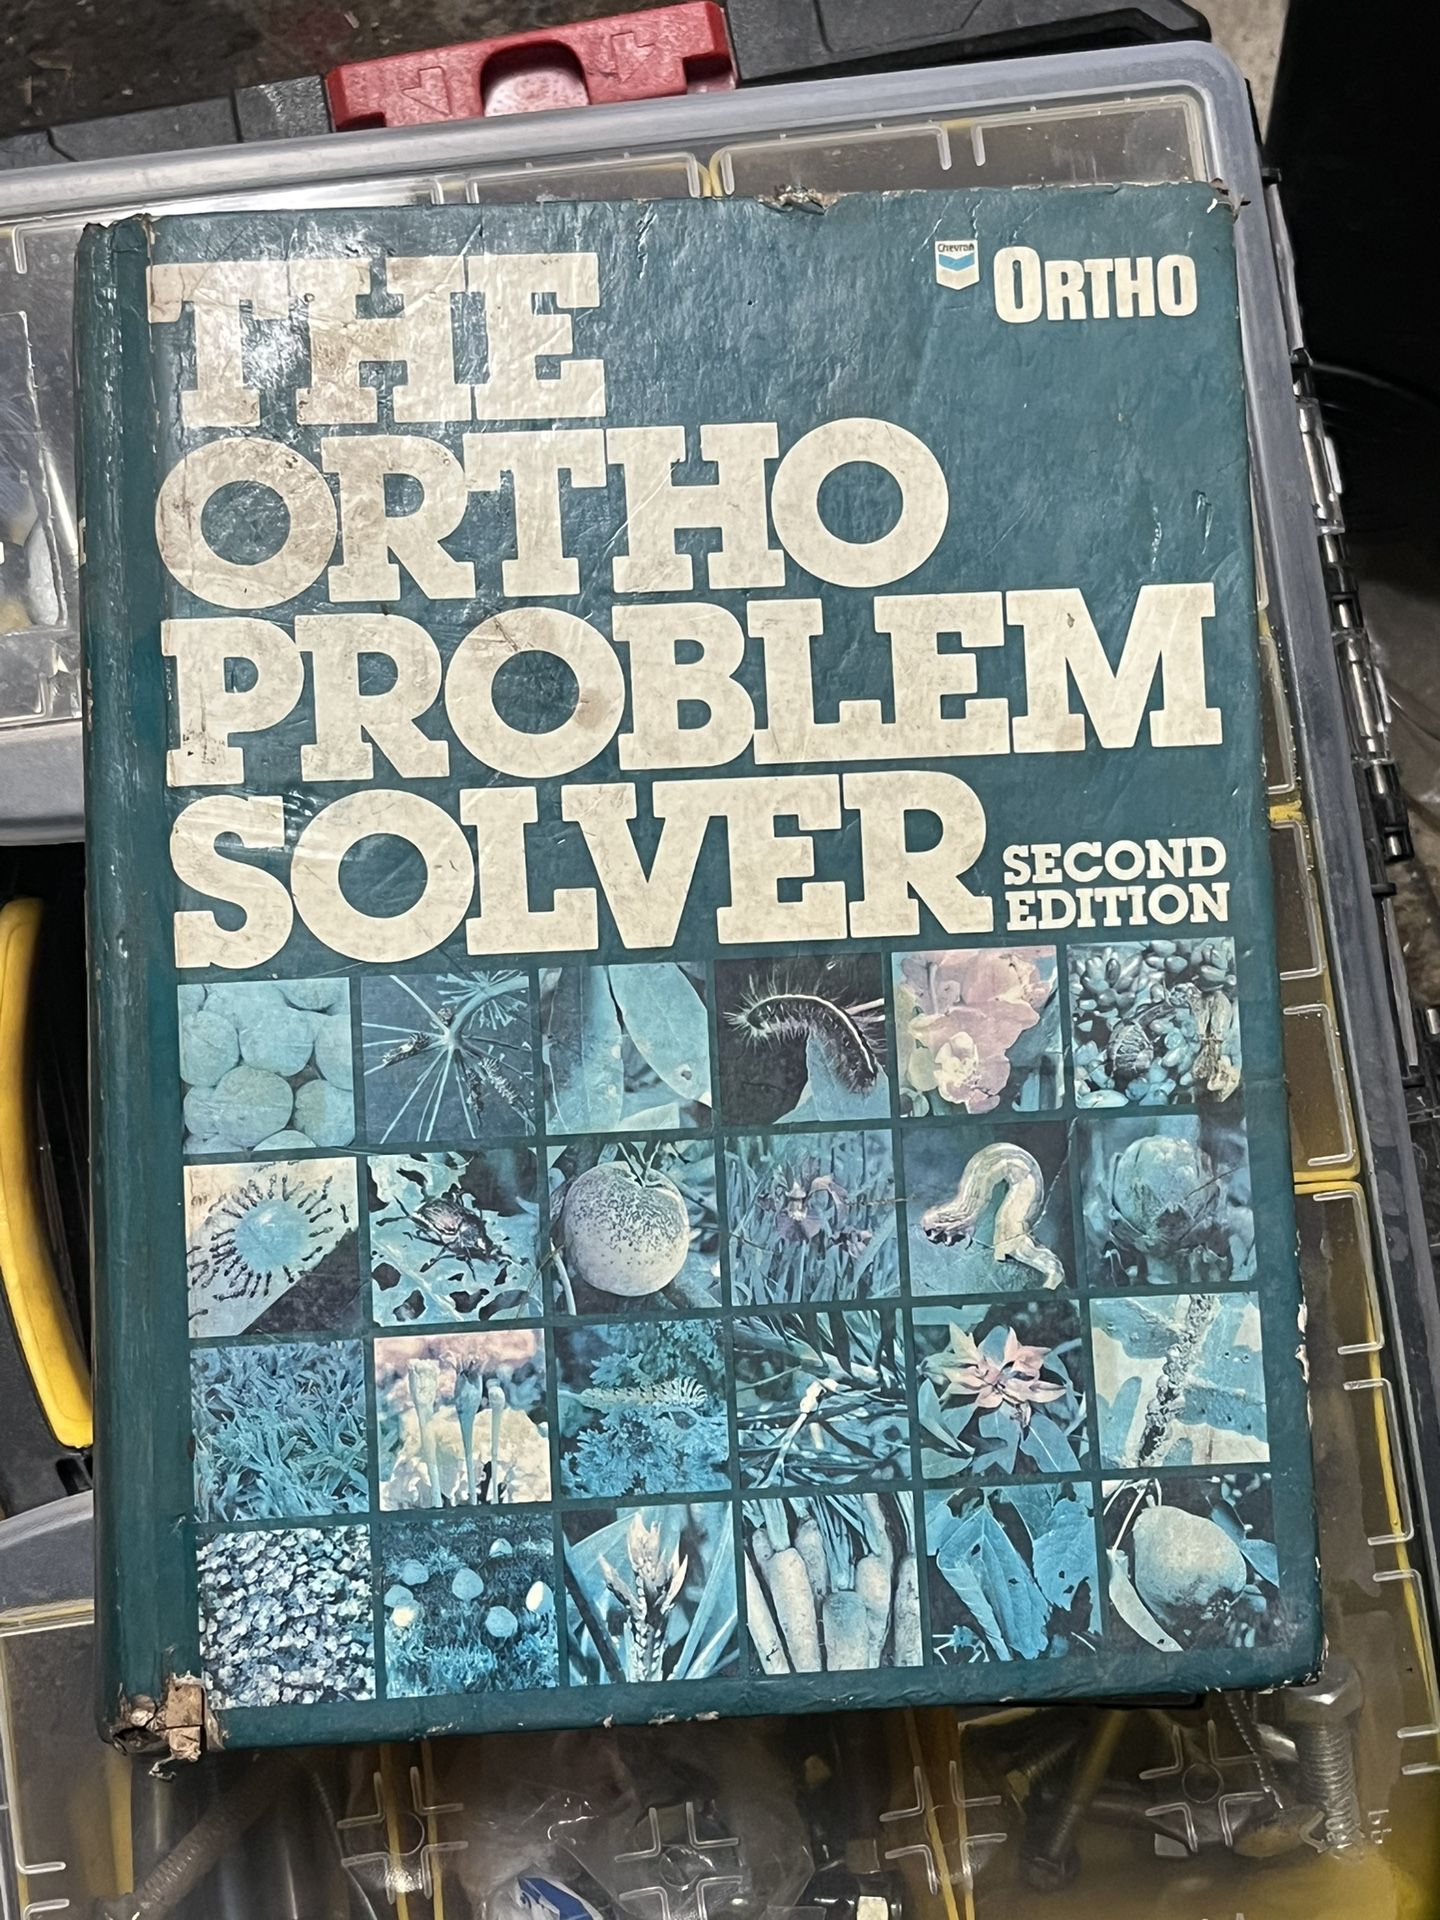 Chevron
ORTHO
THE
ORTHO
PROBLEM
SOLVER
SECOND
EDITION